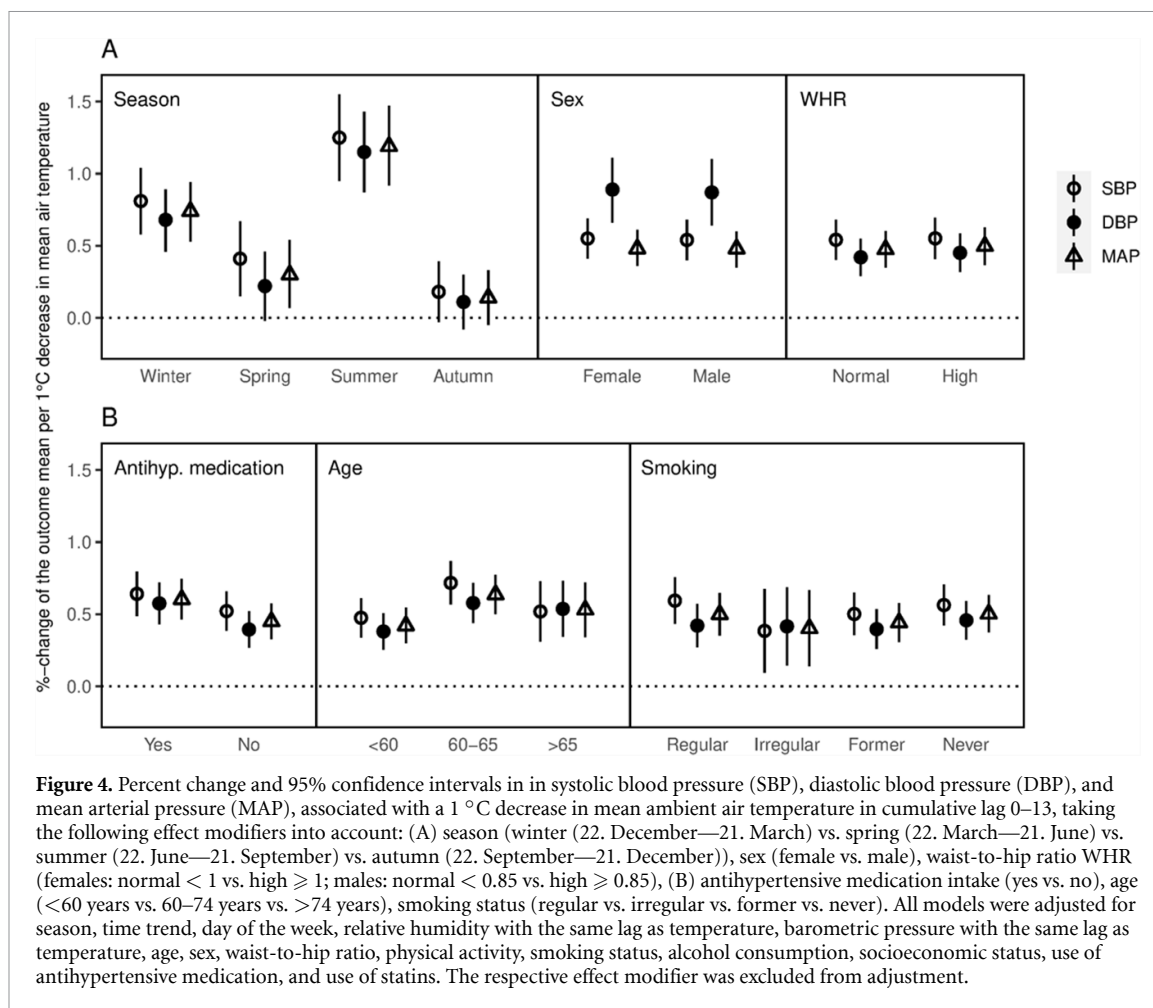 A
Season
Sex
WHR
1.5
1.0
0.5
0.0
%-change of the outcome mean per 1°C decrease in mean air temperature
Winter Spring Summer Autumn Female Male Normal High
SBP
DBP
MAP
B
Antihyp. medication
Age
Smoking
1.5
1.0
0.5
0.0
Yes No <60 60-65 >65 Regular Irregular Former Never
Figure 4. Percent change and 95% confidence intervals in in systolic blood pressure (SBP), diastolic blood pressure (DBP), and
mean arterial pressure (MAP), associated with a 1 °C decrease in mean ambient air temperature in cumulative lag 0–13, taking
the following effect modifiers into account: (A) season (winter (22. December—21. March) vs. spring (22. March—21. June) vs.
summer (22. June—21. September) vs. autumn (22. September—21. December)), sex (female vs. male), waist-to-hip ratio WHR
(females: normal < 1 vs. high ⩾ 1; males: normal < 0.85 vs. high ⩾ 0.85), (B) antihypertensive medication intake (yes vs. no), age
(<60 years vs. 60–74 years vs. >74 years), smoking status (regular vs. irregular vs. former vs. never). All models were adjusted for
season, time trend, day of the week, relative humidity with the same lag as temperature, barometric pressure with the same lag as
temperature, age, sex, waist-to-hip ratio, physical activity, smoking status, alcohol consumption, socioeconomic status, use of
antihypertensive medication, and use of statins. The respective effect modifier was excluded from adjustment.